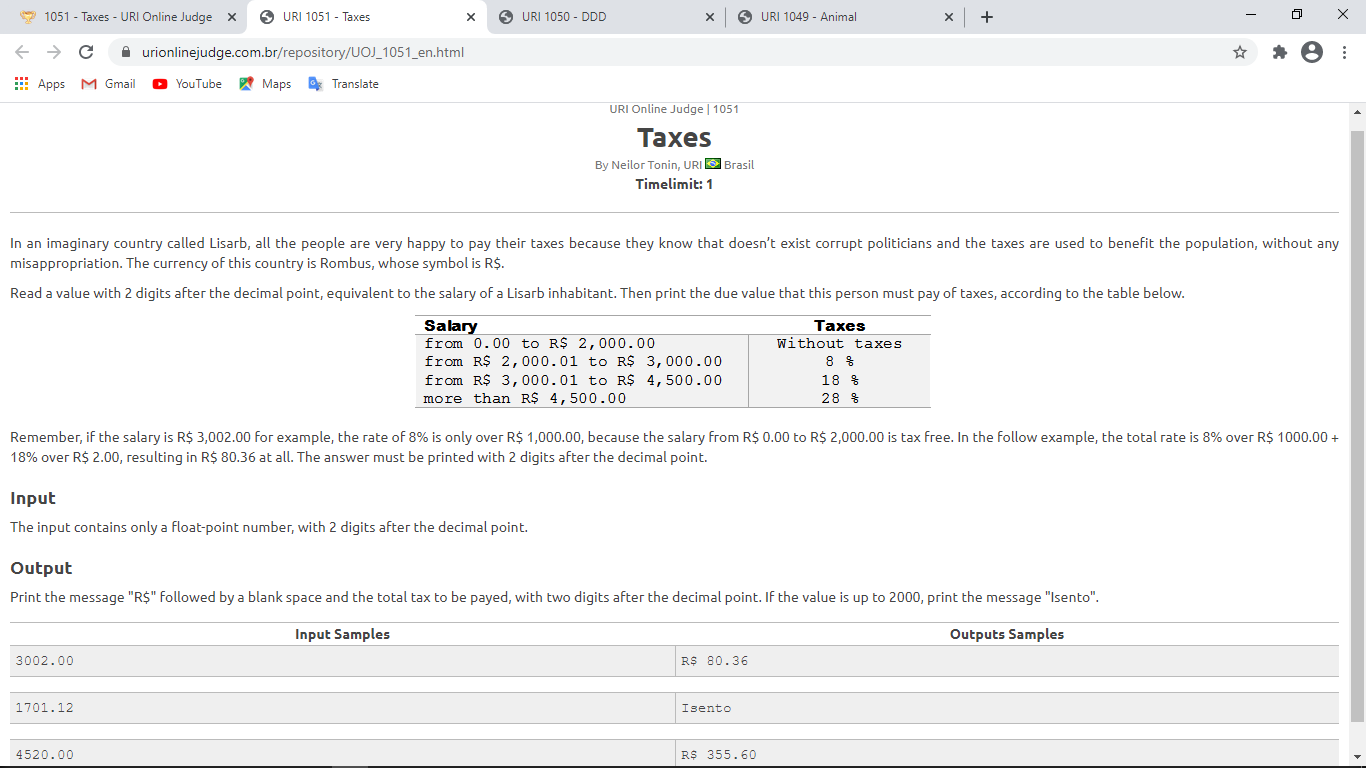 1051 - Taxes - URI Online Judge
URI 1051 - Taxes
URI 1050 - DDD
URI 1049 - Animal
urionlinejudge.com.br/repository/UOJ_1051_en.html
Apps
Gmail
YouTube
Maps
Translate
URI Online Judge | 1051
Taxes
By Neilor Tonin, URI Brasil
Timelimit: 1
In an imaginary country called Lisarb, all the people are very happy to pay their taxes because they know that doesn't exist corrupt politicians and the taxes are used to benefit the population, without any
misappropriation. The currency of this country is Rombus, whose symbol is R$.
Read a value with 2 digits after the decimal point, equivalent to the salary of a Lisarb inhabitant. Then print the due value that this person must pay of taxes, according to the table below.
Salary Taxes
from 0.00 to R$ 2,000.00 Without taxes
from R$ 2,000.01 to R$ 3,000.00 8 %
from R$ 3,000.01 to R$ 4,500.00 18 %
more than R$ 4,500.00 28 %
Remember, if the salary is R$ 3,002.00 for example, the rate of 8% is only over R$ 1,000.00, because the salary from R$ 0.00 to R$ 2,000.00 is tax free. In the follow example, the total rate is 8% over R$ 1000.00 +
18% over R$ 2.00, resulting in R$ 80.36 at all. The answer must be printed with 2 digits after the decimal point.
Input
The input contains only a float-point number, with 2 digits after the decimal point.
Output
Print the message "R$" followed by a blank space and the total tax to be payed, with two digits after the decimal point. If the value is up to 2000, print the message "Isento".
Input Samples Outputs Samples
3002.00 R$ 80.36
1701.12 Isento
4520.00 R$ 355.60